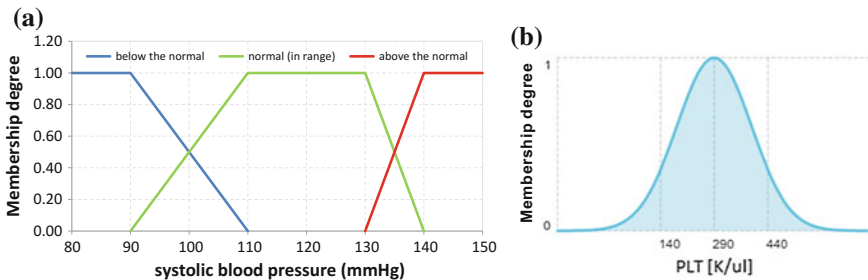 (a)
1.20
below the normal normal (in range) above the normal
1.00
0.80
0.60
0.40
0.20
0.00
80 90 100 110 120 130 140 150
systolic blood pressure (mmHg)
Membership degree
(b)
1
0
140 290 440
PLT [K/ul]
Membership degree